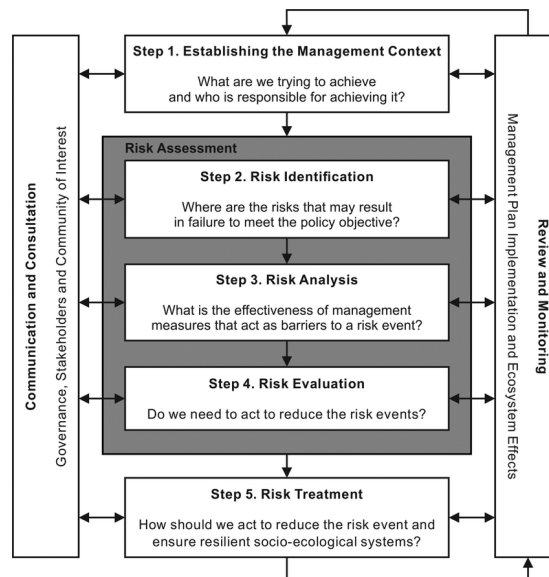 Step 1. Establishing the Management Context
What are we trying to achieve
and who is responsible for achieving it?
Risk Assessment
Step 2. Risk Identification
Where are the risks that may result
in failure to meet the policy objective?
Step 3. Risk Analysis
What is the effectiveness of management
measures that act as barriers to a risk event?
Step 4. Risk Evaluation
Do we need to act to reduce the risk events?
Step 5. Risk Treatment
How should we act to reduce the risk event and
ensure resilient socio-ecological systems?
Communication and Consultation
Governance, Stakeholders and Community of Interest
Management Plan Implementation and Ecosystem Effects
Review and Monitoring